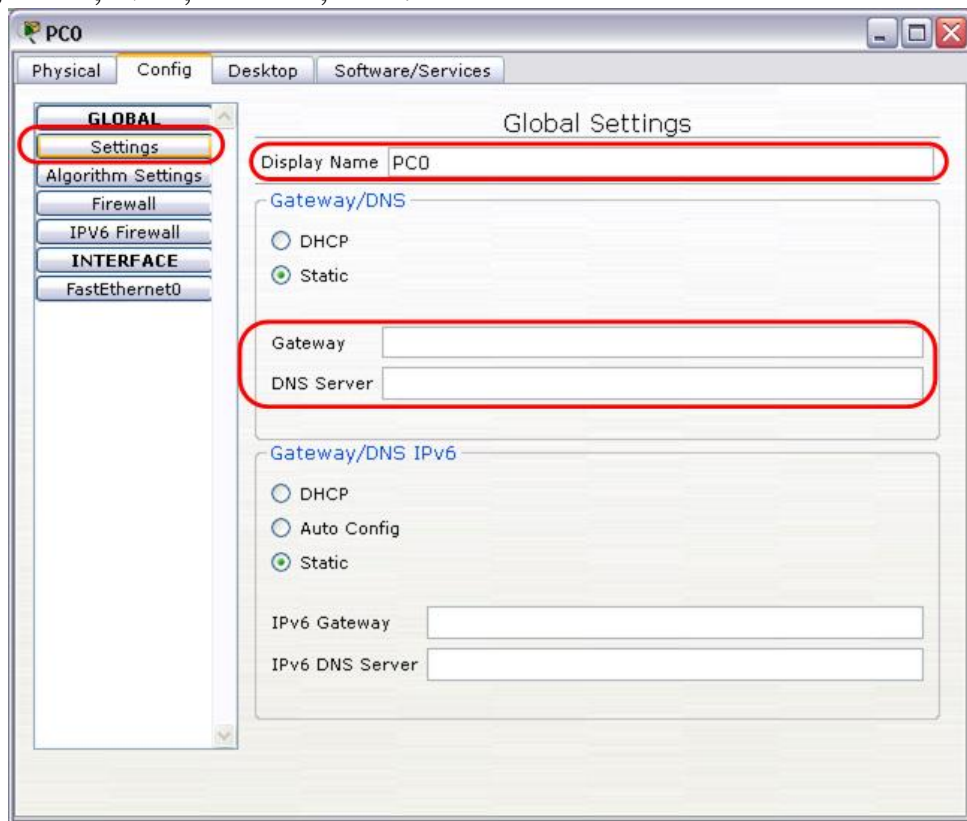 PC0
Physical Config Desktop Software/Services
GLOBAL
Settings
Algorithm Settings
Firewall
IPV6 Firewall
INTERFACE
FastEthernet0
Global Settings
Display Name PC0
Gateway/DNS
DHCP
Static
Gateway
DNS Server
Gateway/DNS IPv6
DHCP
Auto Config
Static
IPv6 Gateway
IPv6 DNS Server